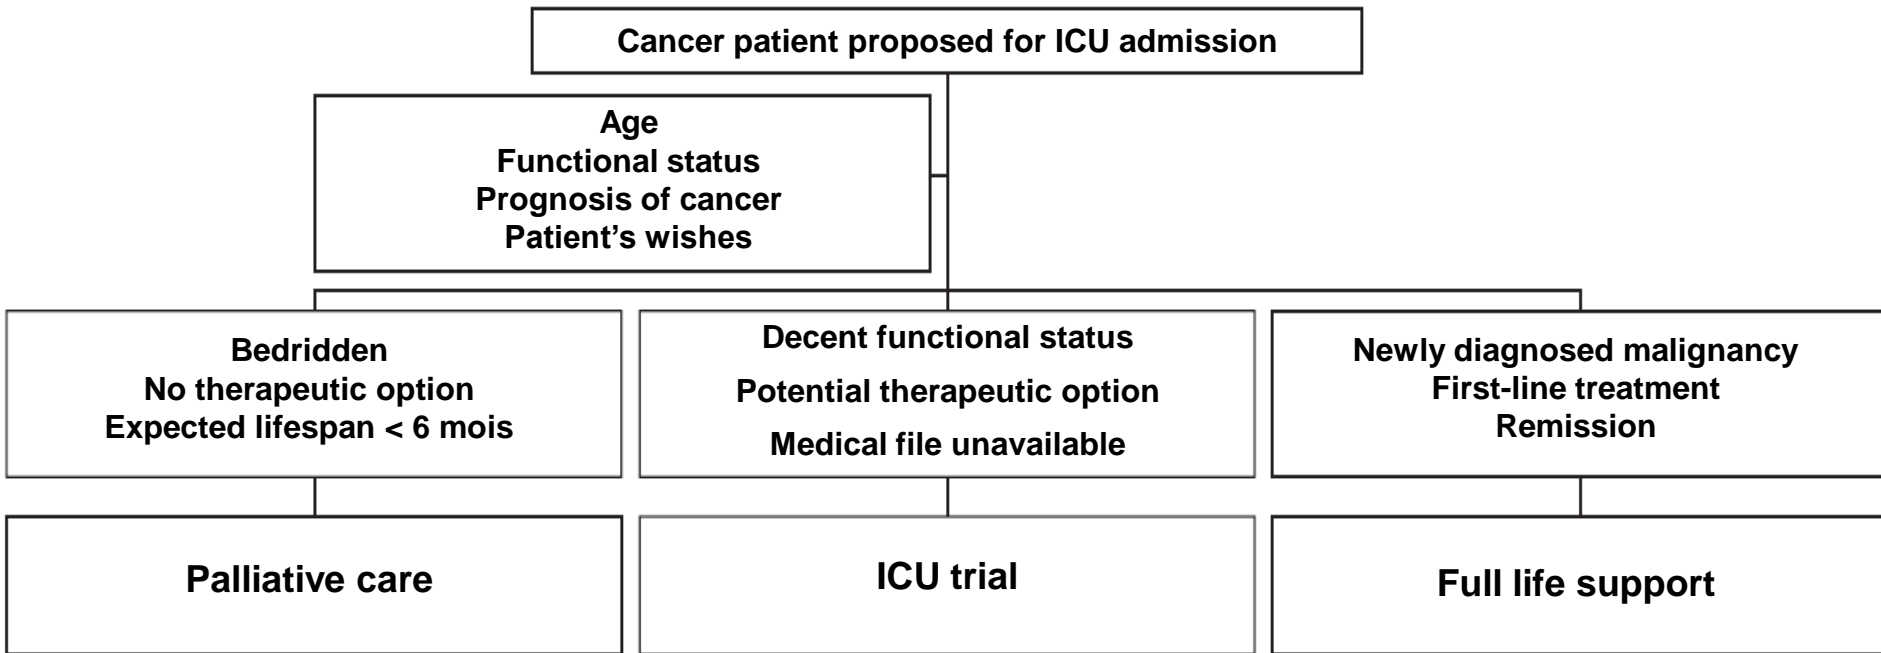 Cancer patient proposed for ICU admission
Age
Functional status
Prognosis of cancer
Patient’s wishes
Bedridden
No therapeutic option
Expected lifespan < 6 mois
Decent functional status
Potential therapeutic option
Medical file unavailable
Newly diagnosed malignancy
First-line treatment
Remission
Palliative care
ICU trial
Full life support